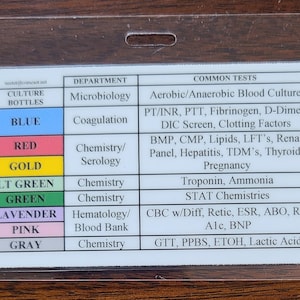 DEPARTMENT COMMON TESTS
CULTURE BOTTLES Microbiology Aerobic/Anaerobic Blood Culture
BLUE Coagulation PT/INR, PTT, Fibrinogen, D-Dime
DIC Screen, Clotting Factors
RED Chemistry/ BMP, CMP, Lipids, LFT's, Rena
GOLD Serology Panel, Hepatitis, TDM's, Thyroid
Pregnancy
LT GREEN Chemistry Troponin, Ammonia
GREEN Chemistry STAT Chemistries
LAVENDER Hematology/ CBC w/Diff, Retic, ESR, ABO, R
PINK Blood Bank A1c, BNP
GRAY Chemistry GTT, PPBS, ETOH, Lactic Acid